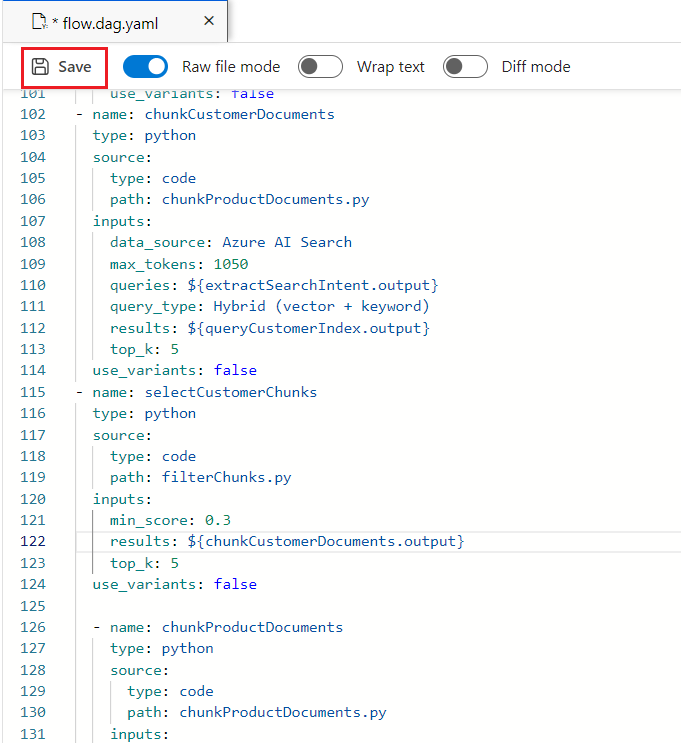 * flow.dag.yaml ×
Save Raw file mode Wrap text Diff mode
101 use_variants: false
102 - name: chunkCustomerDocuments
103 type: python
104 source:
105 type: code
106 path: chunkProductDocuments.py
107 inputs:
108 data_source: Azure AI Search
109 max_tokens: 1050
110 queries: ${extractSearchIntent.output}
111 query_type: Hybrid (vector + keyword)
112 results: ${queryCustomerIndex.output}
113 top_k: 5
114 use_variants: false
115 - name: selectCustomerChunks
116 type: python
117 source:
118 type: code
119 path: filterChunks.py
120 inputs:
121 min_score: 0.3
122 results: ${chunkCustomerDocuments.output}
123 top_k: 5
124 use_variants: false
125
126 - name: chunkProductDocuments
127 type: python
128 source:
129 type: code
130 path: chunkProductDocuments.py
131 inputs: